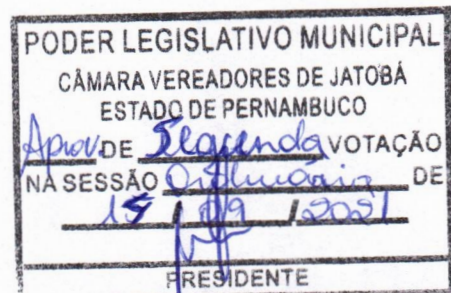 PODER LEGISLATIVO MUNICIPAL
CÂMARA VEREADORES DE JATOBÁ
ESTADO DE PERNAMBUCO
Aprov. DE Segunda VOTAÇÃO
NA SESSÃO Ordinária DE
15 / 09 / 2021
PRESIDENTE